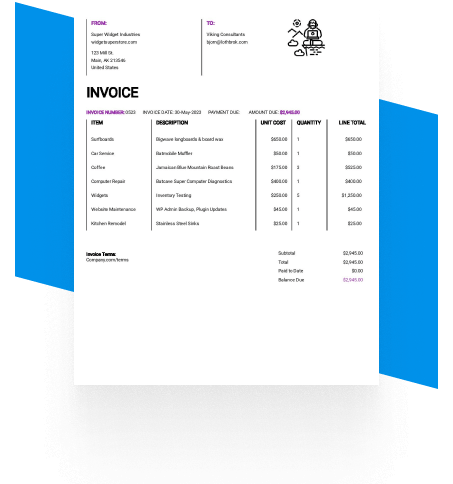 FROM: TO:
Super Widget Industries Viking Consultants
widgetsuperstore.com bjorn@lothbrok.com
123 Mill St.
Main, AK 21355
United States
INVOICE
INVOICE NUMBER: 0523 INVOICE DATE: 30-May-2023 PAYMENT DUE: AMOUNT DUE: $2,945.00
ITEM DESCRIPTION UNIT COST QUANTITY LINE TOTAL
Surfboards Bigwave longboards & board wax $650.00 1 $650.00
Car Service Batmobile Muffler $50.00 1 $50.00
Coffee Jamaican Blue Mountain Roast Beans $175.00 3 $525.00
Computer Repair Batcave Super Computer Diagnostics $400.00 1 $400.00
Widgets Inventory Testing $250.00 5 $1,250.00
Website Maintenance WP Admin Backup, Plugin Updates $45.00 1 $45.00
Kitchen Remodel Stainless Steel Sinks $25.00 1 $25.00
Invoice Terms: Subtotal $2,945.00
Company.com/terms Total $2,945.00
Paid to Date $0.00
Balance Due $2,945.00